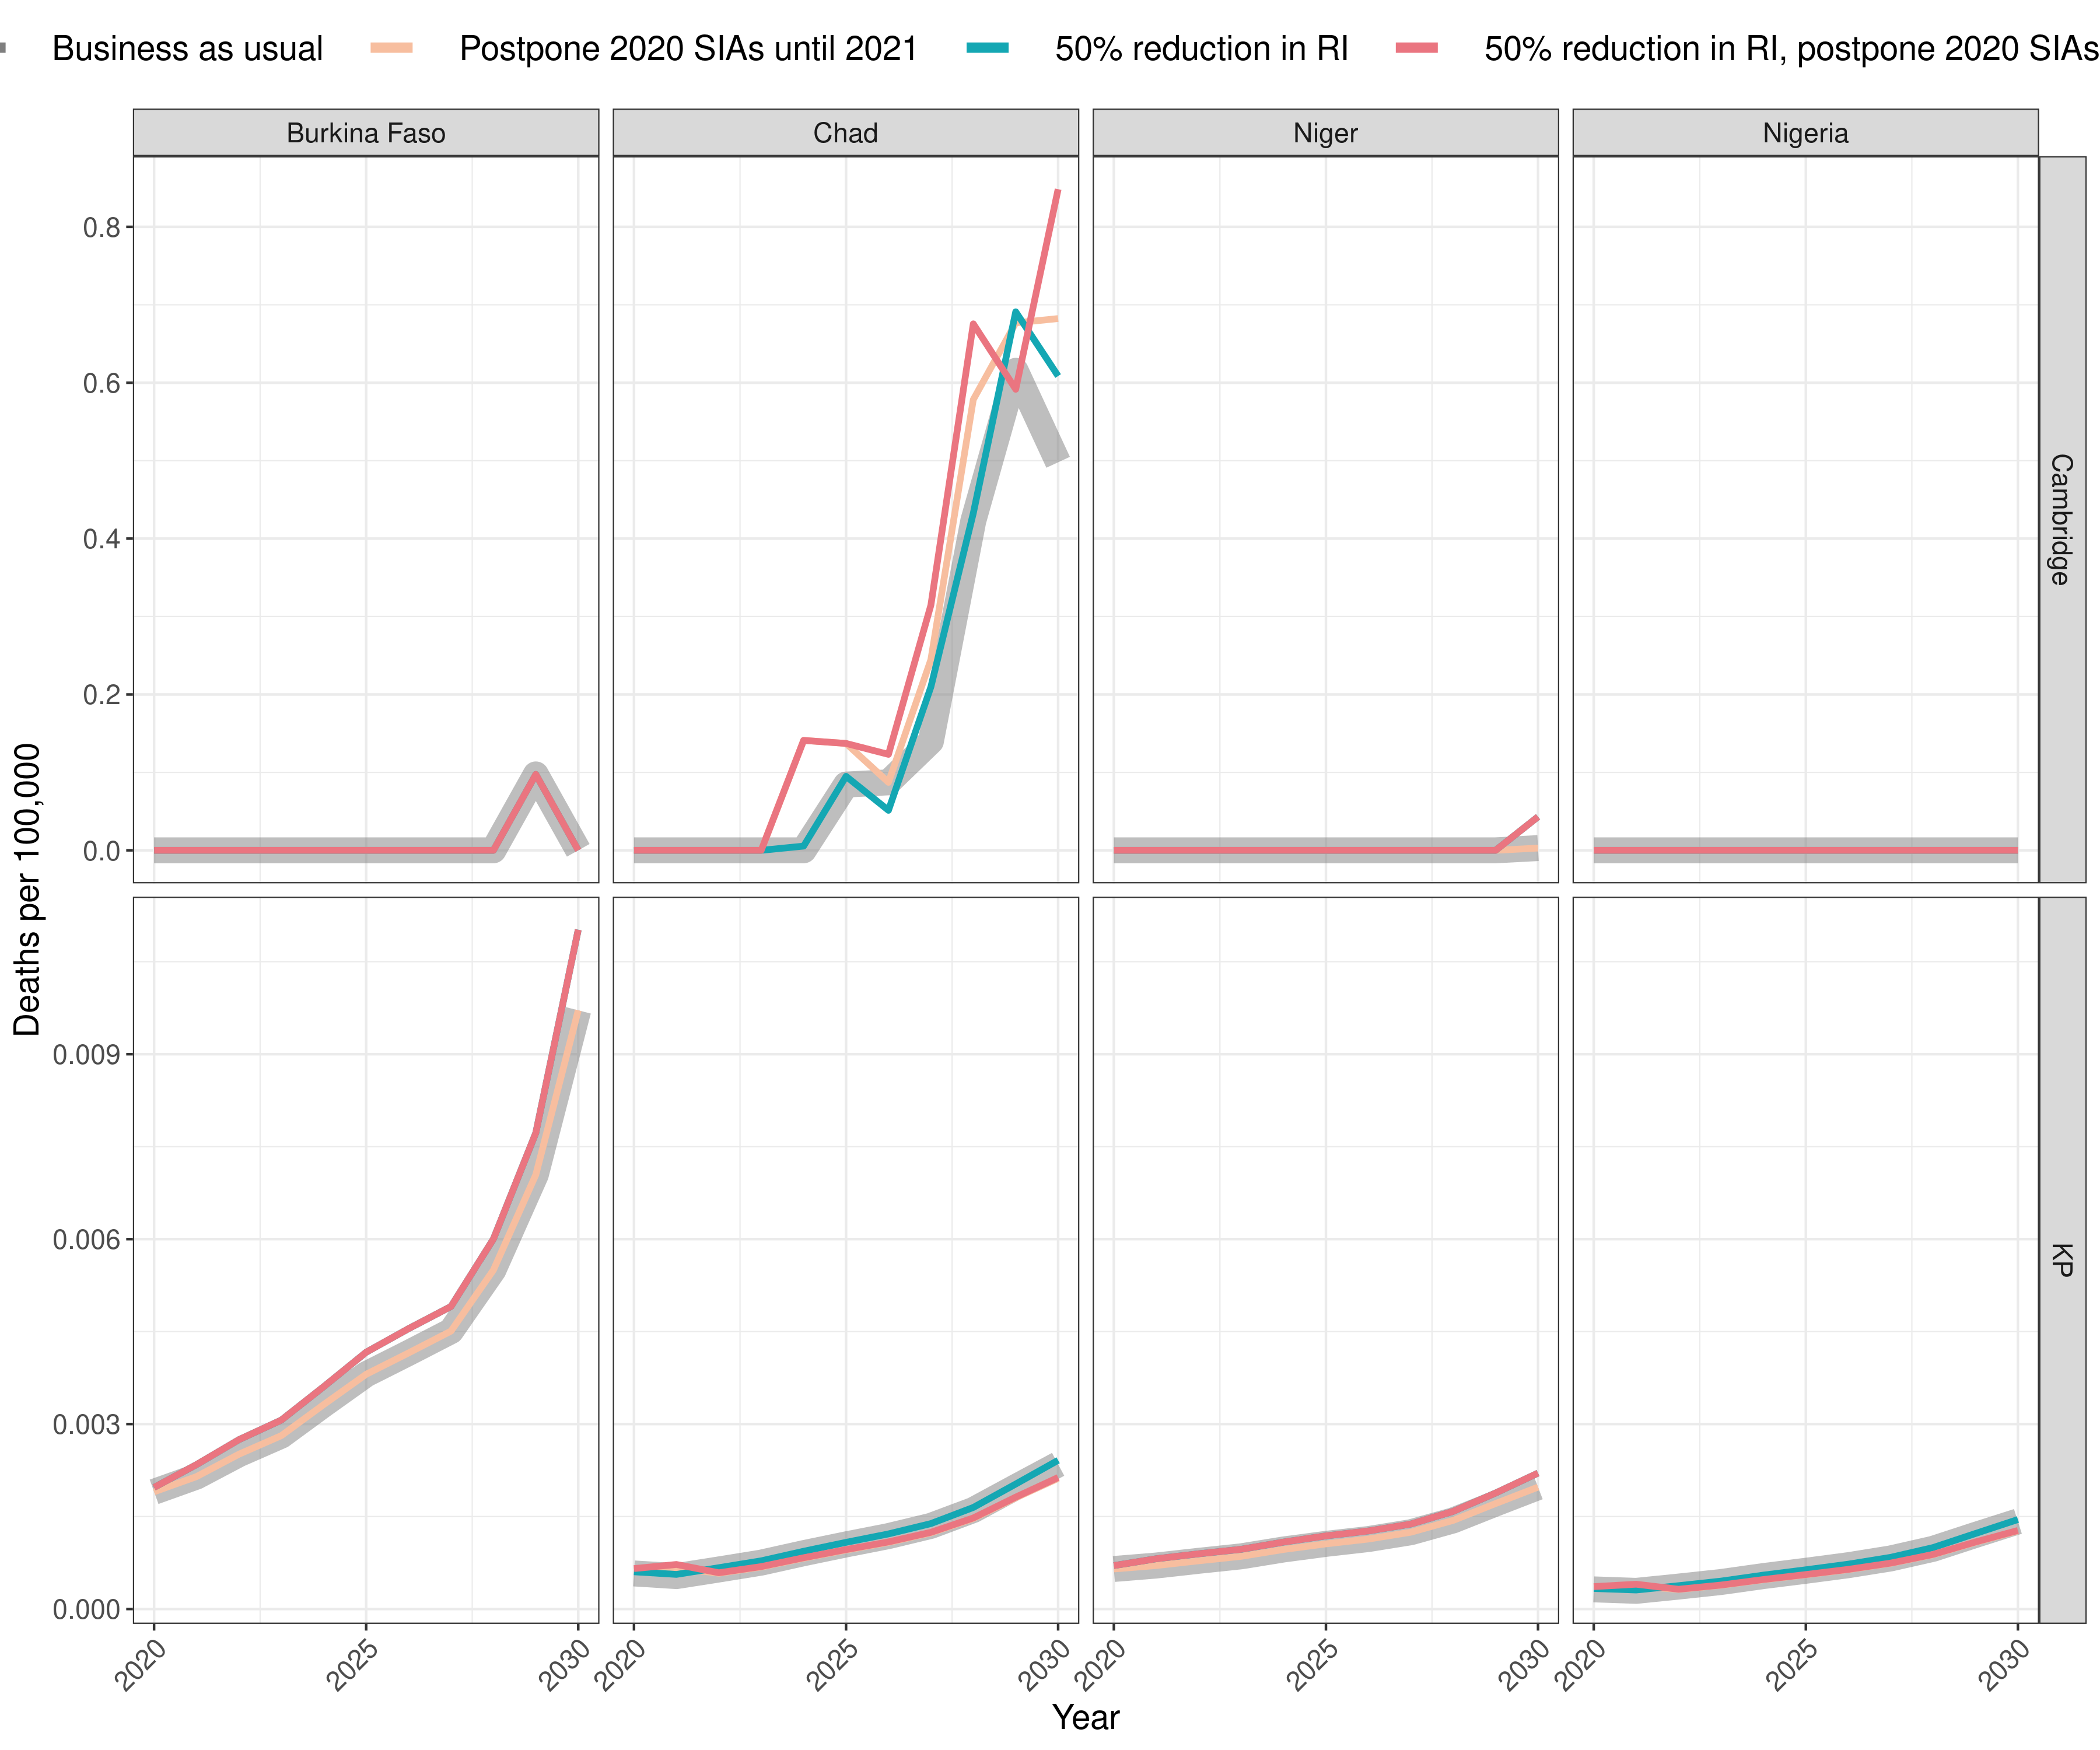 Business as usual Postpone 2020 SIAs until 2021 50% reduction in RI 50% reduction in RI, postpone 2020 SIAs
Burkina Faso Chad Niger Nigeria
Cambridge
0.8
0.6
0.4
0.2
0.0
Deaths per 100,000
KP
0.009
0.006
0.003
0.000
2020 2025 2030 2020 2025 2030 2020 2025 2030 2020 2025 2030
Year